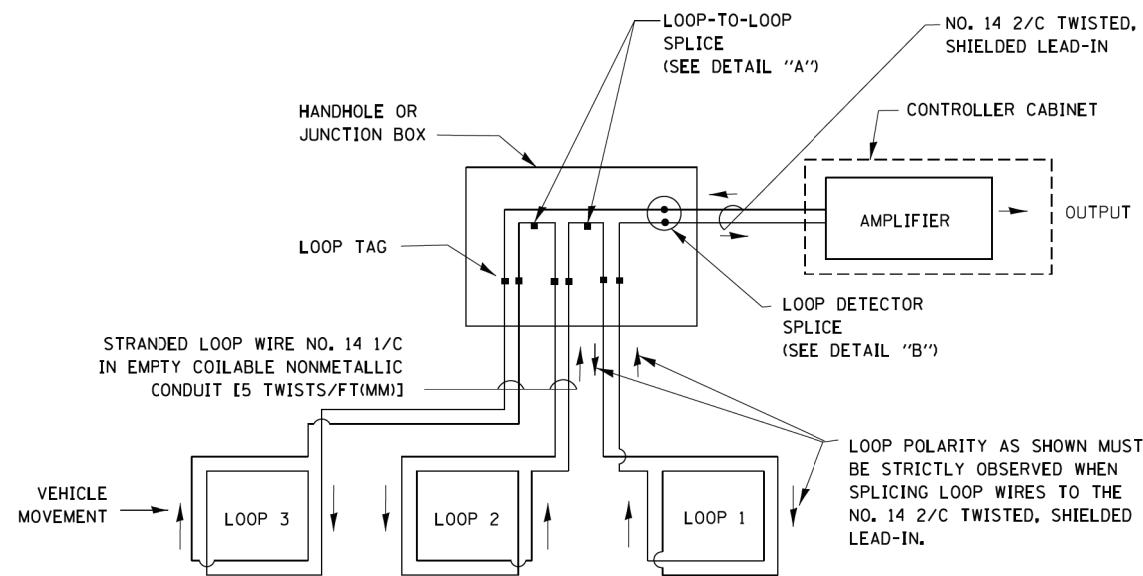 LOOP-TO-LOOP
SPLICE
(SEE DETAIL "A")
NO. 14 2/C TWISTED,
SHIELDED LEAD-IN
HANDHOLE OR
JUNCTION BOX
CONTROLLER CABINET
AMPLIFIER
OUTPUT
LOOP TAG
LOOP DETECTOR
SPLICE
(SEE DETAIL "B")
STRANDED LOOP WIRE NO. 14 1/C
IN EMPTY COILABLE NONMETALLIC
CONDUIT [5 TWISTS/FT(MM)]
LOOP POLARITY AS SHOWN MUST
BE STRICTLY OBSERVED WHEN
SPLICING LOOP WIRES TO THE
NO. 14 2/C TWISTED, SHIELDED
LEAD-IN.
VEHICLE
MOVEMENT
LOOP 3
LOOP 2
LOOP 1